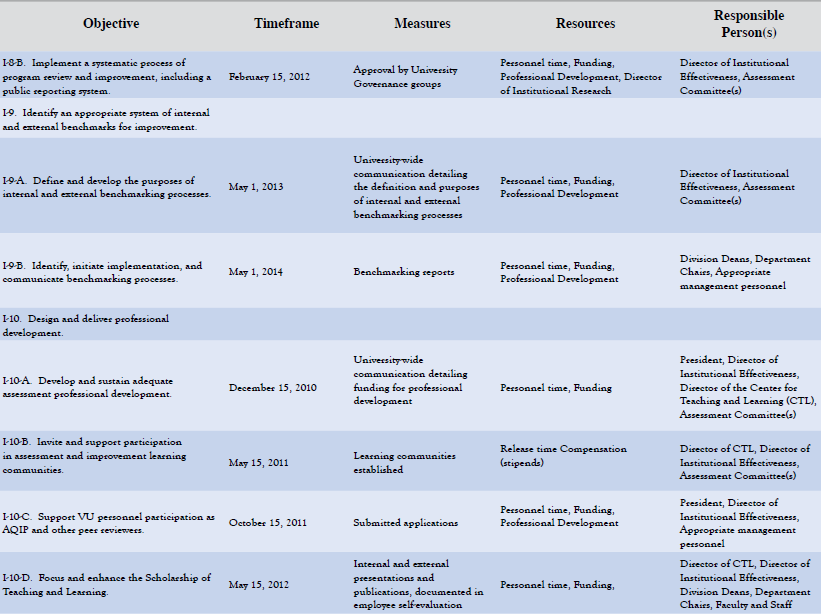 Objective
Timeframe
Measures
Resources
Responsible
Person(s)
I-8-B. Implement a systematic process of
program review and improvement, including a
public reporting system.
February 15, 2012
Approval by University
Governance groups
Personnel time, Funding,
Professional Development, Director
of Institutional Research
Director of Institutional
Effectiveness, Assessment
Committee(s)
I-9. Identify an appropriate system of internal
and external benchmarks for improvement.
I-9-A. Define and develop the purposes of
internal and external benchmarking processes.
May 1, 2013
University-wide
communication detailing
the definition and purposes
of internal and external
benchmarking processes
Personnel time, Funding,
Professional Development
Director of Institutional
Effectiveness, Assessment
Committee(s)
I-9-B. Identify, initiate implementation, and
communicate benchmarking processes.
May 1, 2014
Benchmarking reports
Personnel time, Funding,
Professional Development
Division Deans, Department
Chairs, Appropriate
management personnel
I-10. Design and deliver professional
development.
I-10-A. Develop and sustain adequate
assessment professional development.
December 15, 2010
University-wide
communication detailing
funding for professional
development
Personnel time, Funding
President, Director of
Institutional Effectiveness,
Director of the Center for
Teaching and Learning (CTL),
Assessment Committee(s)
I-10-B. Invite and support participation
in assessment and improvement learning
communities.
May 15, 2011
Learning communities
established
Release time Compensation
(stipends)
Director of CTL, Director of
Institutional Effectiveness,
Assessment Committee(s)
I-10-C. Support VU personnel participation as
AQIP and other peer reviewers.
October 15, 2011
Submitted applications
Personnel time, Funding,
Professional Development
President, Director of
Institutional Effectiveness,
Appropriate management
personnel
I-10-D. Focus and enhance the Scholarship of
Teaching and Learning.
May 15, 2012
Internal and external
presentations and
publications, documented in
employee self-evaluation
Personnel time, Funding,
Director of CTL, Director of
Institutional Effectiveness,
Division Deans, Department
Chairs, Faculty and Staff